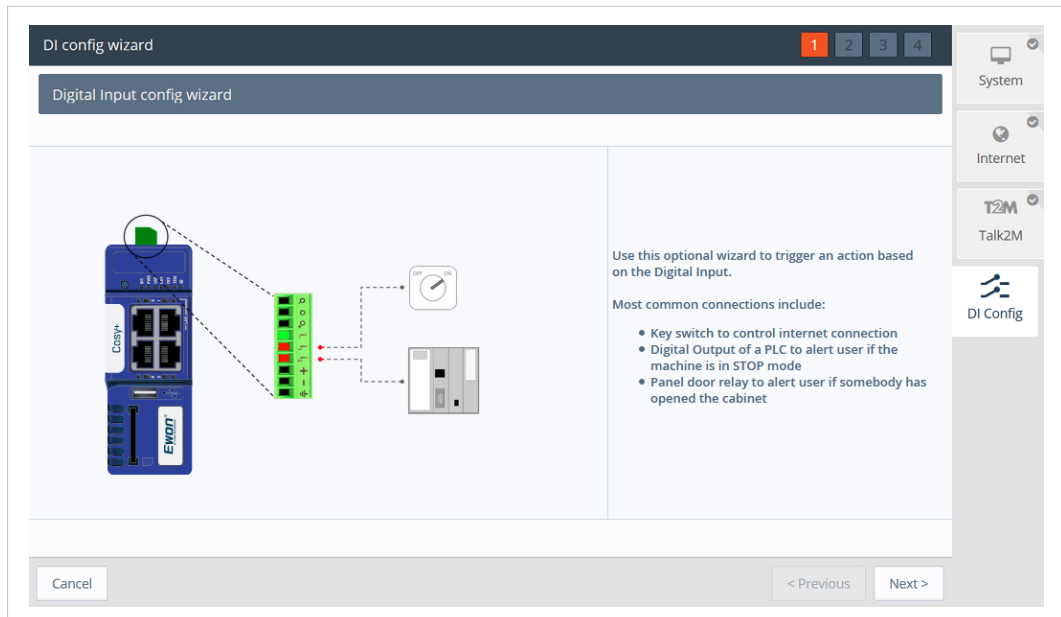 DI config wizard
1 2 3 4
Digital Input config wizard
System
Internet
T2M
Talk2M
DI Config
OFF ON
Cosy+
Ewon
Use this optional wizard to trigger an action based
on the Digital Input.
Most common connections include:
Key switch to control internet connection
Digital Output of a PLC to alert user if the
machine is in STOP mode
Panel door relay to alert user if somebody has
opened the cabinet
Cancel
< Previous
Next >